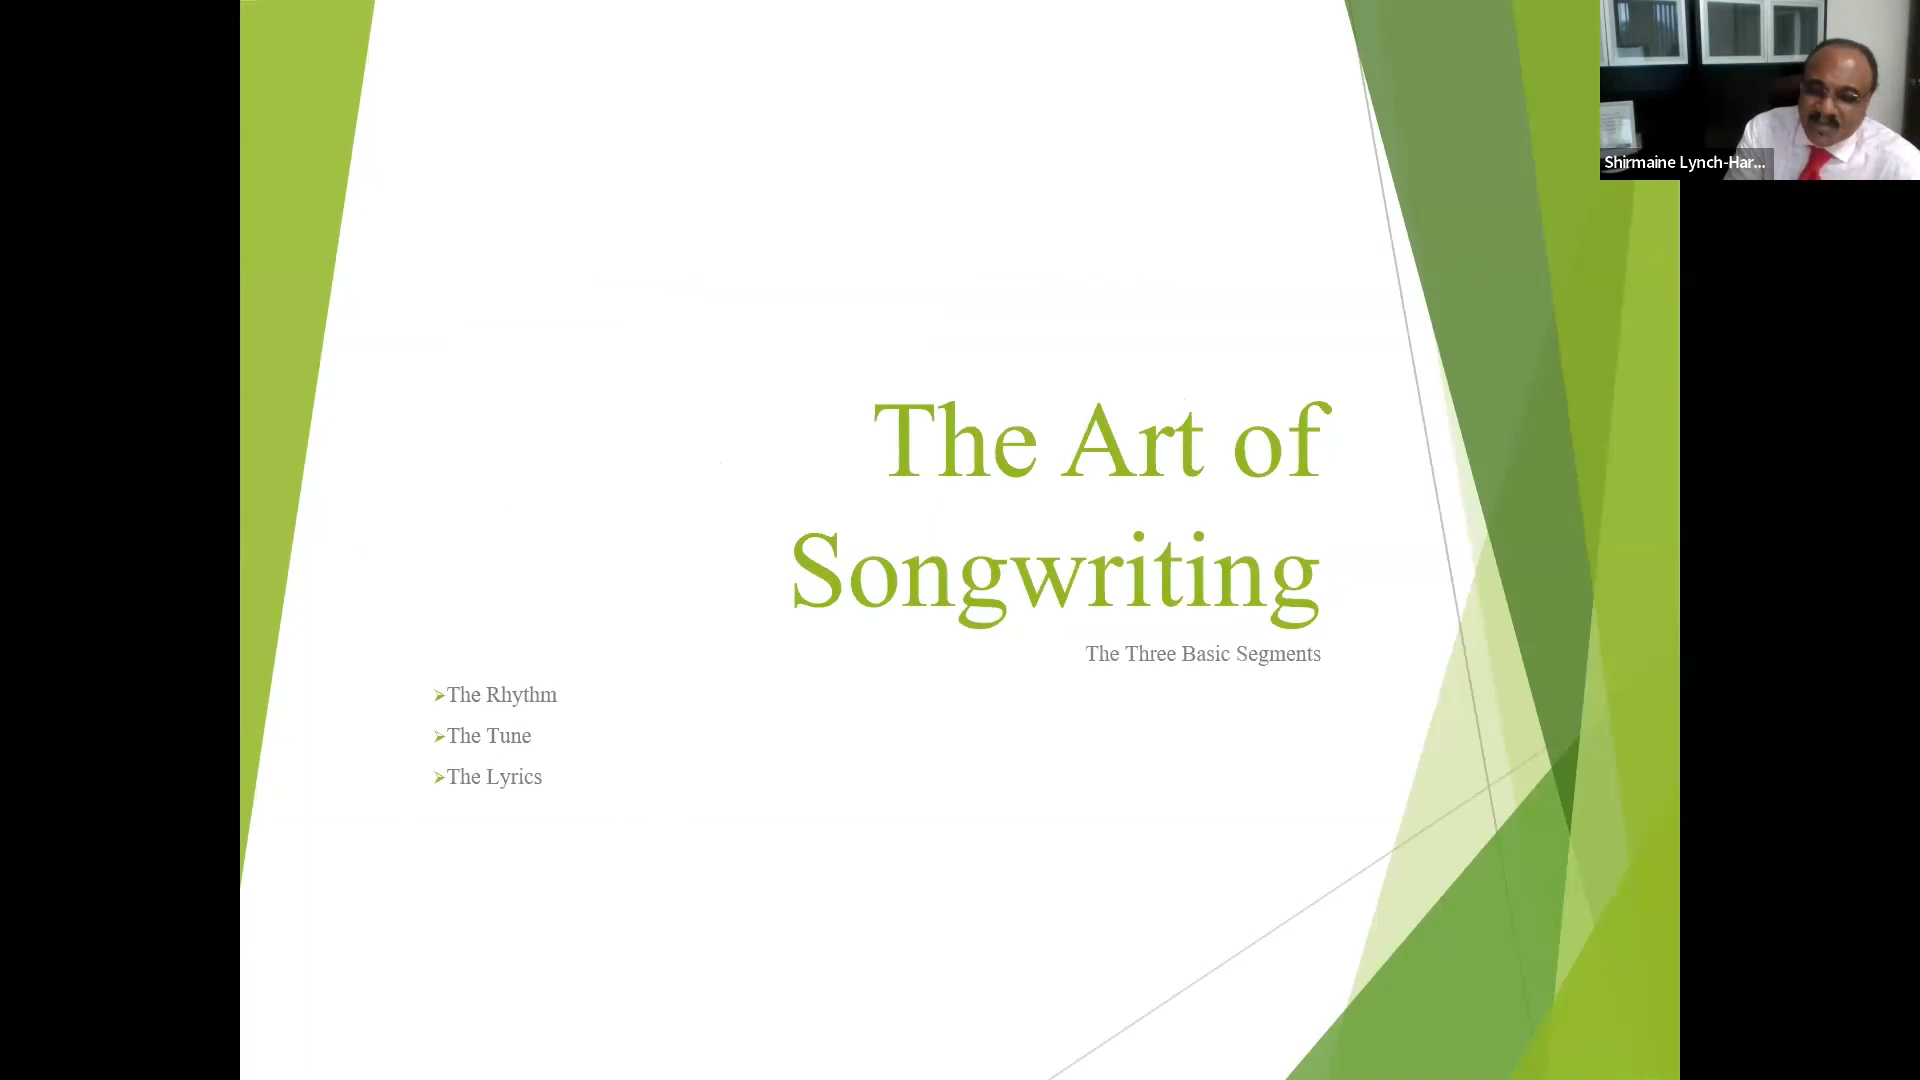 The Art of
Songwriting
The Three Basic Segments
➢The Rhythm
➢The Tune
➢The Lyrics
Shirmaine Lynch-Har...